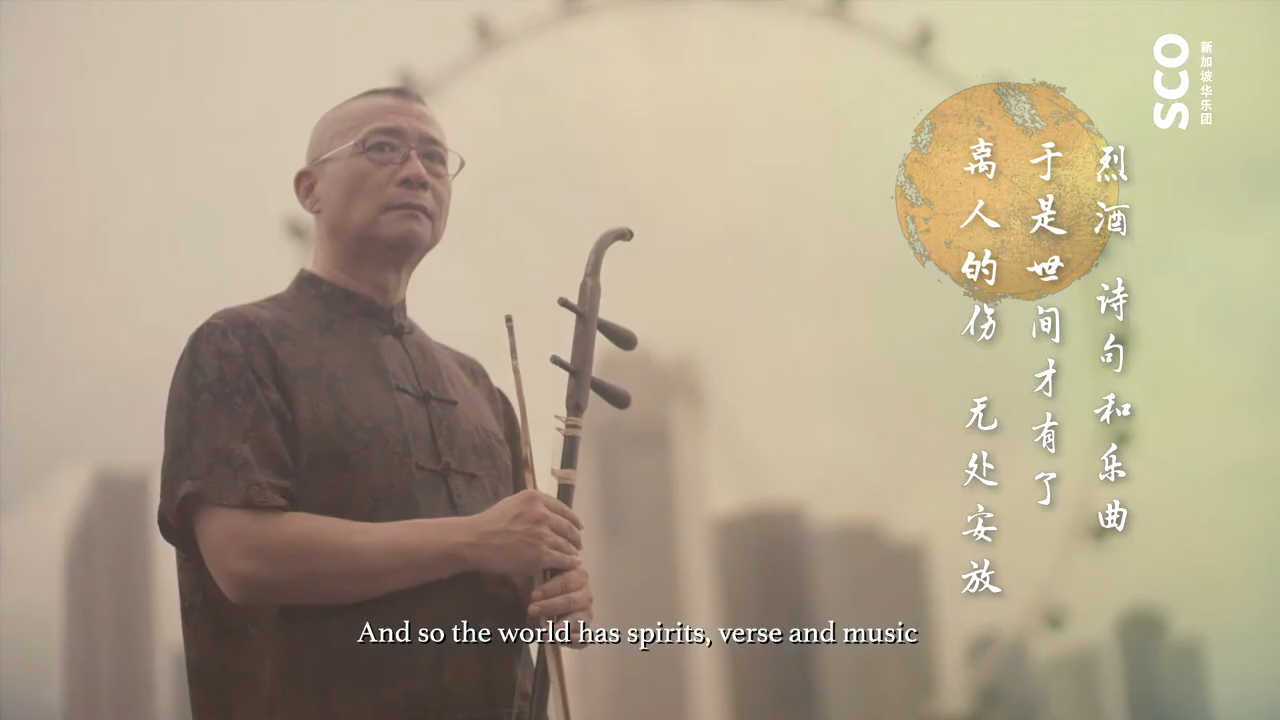 SCO
新加坡华乐团
离人的伤 无处安放
于是世间才有了
烈酒 诗句和乐曲
And so the world has spirits, verse and music